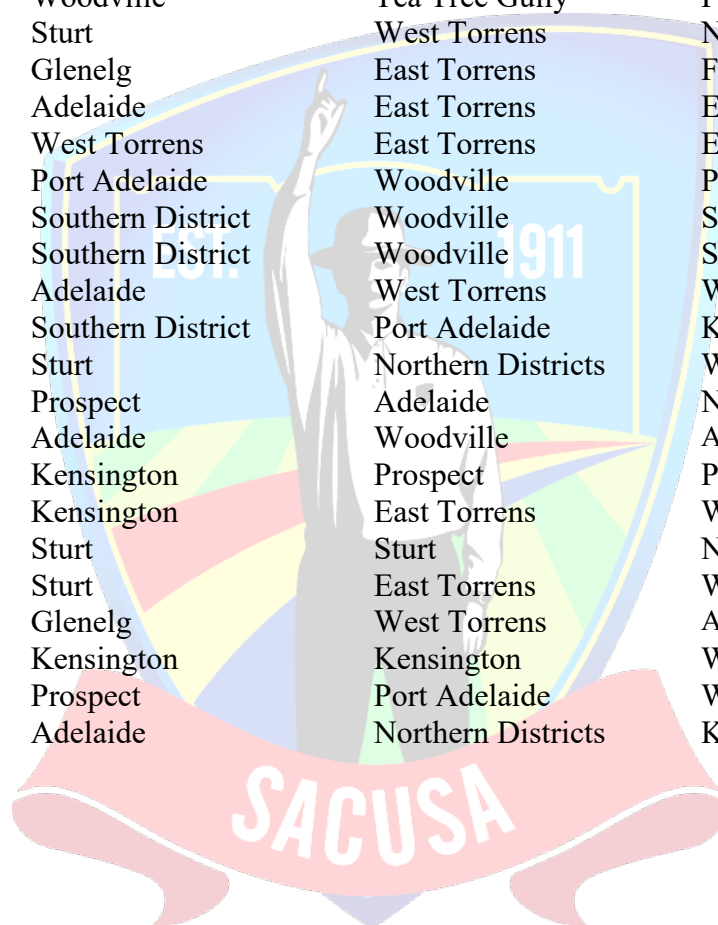 Woodville Tea Tree Gully
Sturt West Torrens N
Glenelg East Torrens F
Adelaide East Torrens E
West Torrens East Torrens E
Port Adelaide Woodville P
Southern District Woodville S
Southern District Woodville S
EST. 1911
Adelaide West Torrens W
Southern District Port Adelaide K
Sturt Northern Districts W
Prospect Adelaide N
Adelaide Woodville A
Kensington Prospect P
Kensington East Torrens W
Sturt Sturt N
Sturt East Torrens W
Glenelg West Torrens A
Kensington Kensington W
Prospect Port Adelaide W
Adelaide Northern Districts K
SACUSA